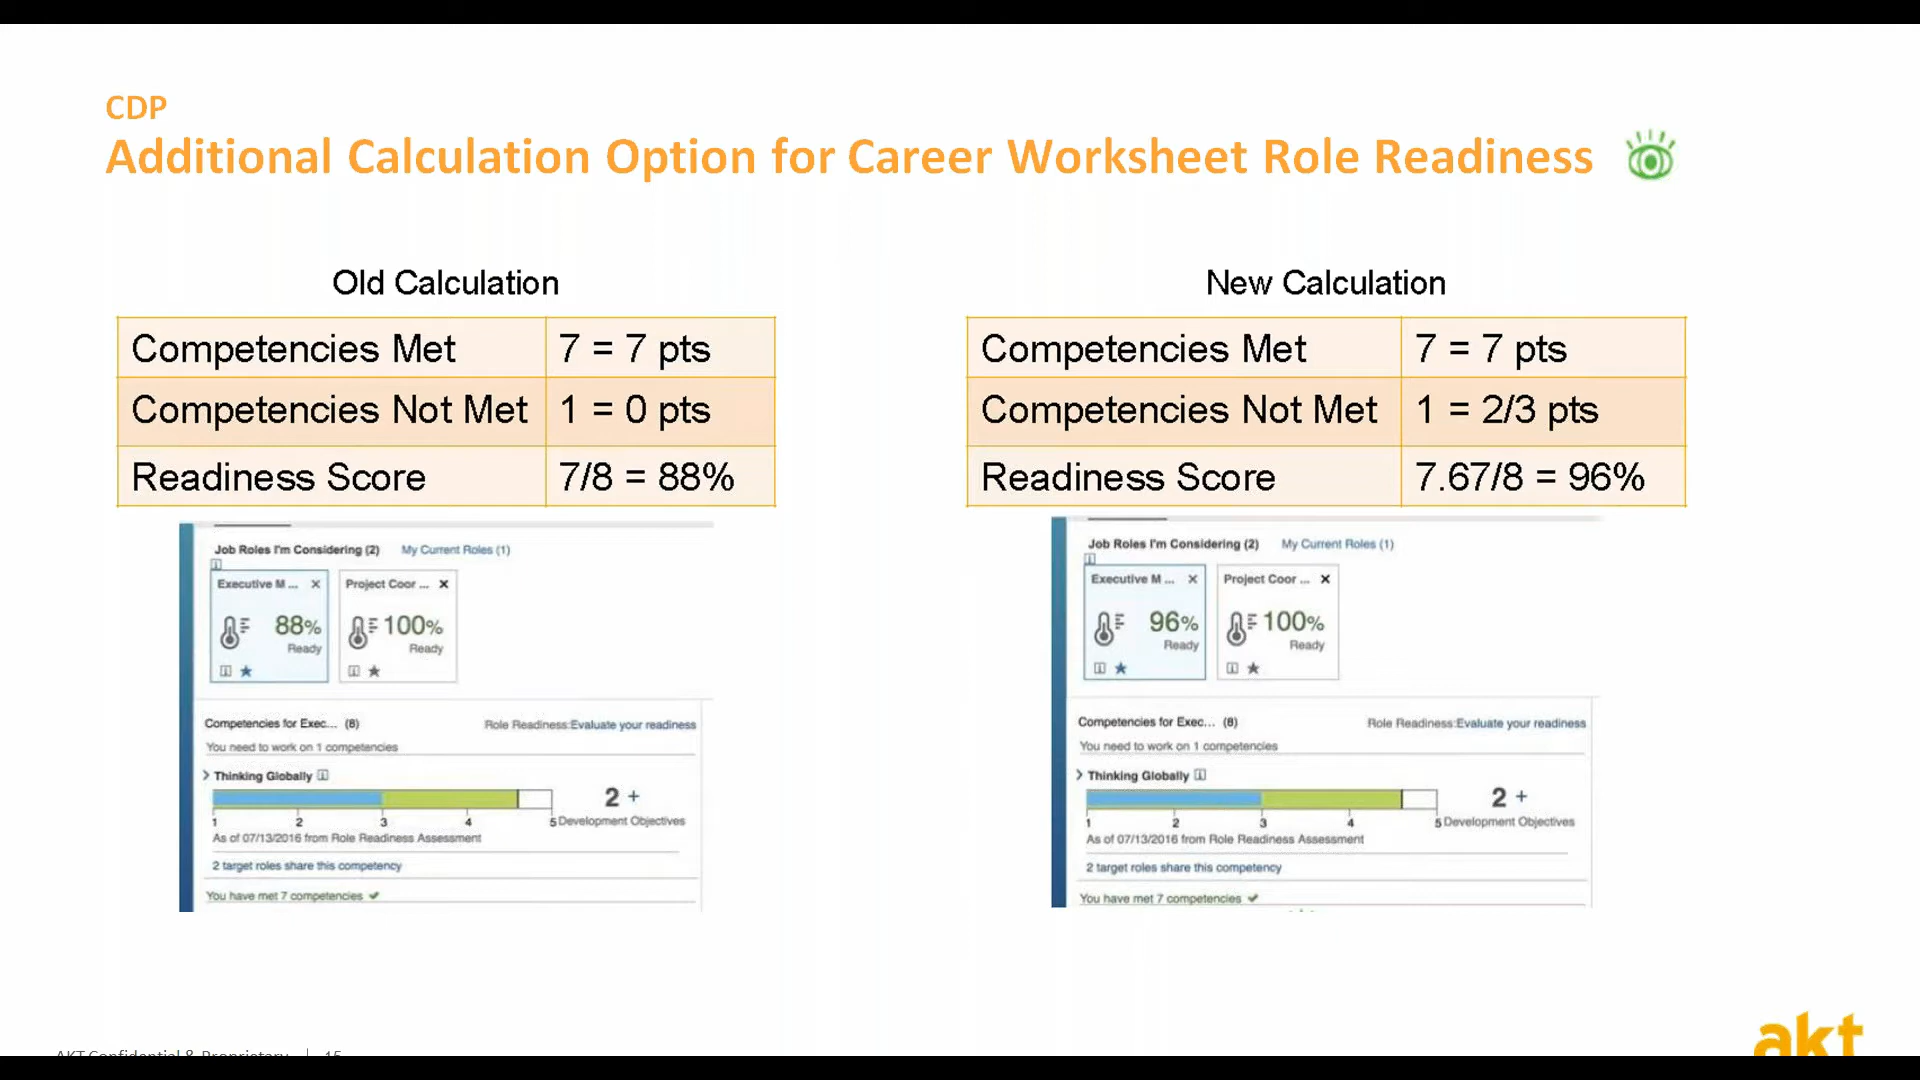 CDP
Additional Calculation Option for Career Worksheet Role Readiness
Old Calculation
Competencies Met 7 = 7 pts
Competencies Not Met 1 = 0 pts
Readiness Score 7/8 = 88%
Job Roles I'm Considering (2) My Current Roles (1)
Executive M ... × Project Coor ... ×
88% 100%
Ready Ready
Competencies for Exec... (8) Role Readiness:Evaluate your readiness
You need to work on 1 competencies
Thinking Globally
2 +
1 2 3 4 5 Development Objectives
As of 07/13/2016 from Role Readiness Assessment
2 target roles share this competency
You have met 7 competencies
New Calculation
Competencies Met 7 = 7 pts
Competencies Not Met 1 = 2/3 pts
Readiness Score 7.67/8 = 96%
Job Roles I'm Considering (2) My Current Roles (1)
Executive M ... × Project Coor ... ×
96% 100%
Ready Ready
Competencies for Exec... (8) Role Readiness:Evaluate your readiness
You need to work on 1 competencies
Thinking Globally
2 +
1 2 3 4 5 Development Objectives
As of 07/13/2016 from Role Readiness Assessment
2 target roles share this competency
You have met 7 competencies
AKT Confidential & Proprietary | 15
akt